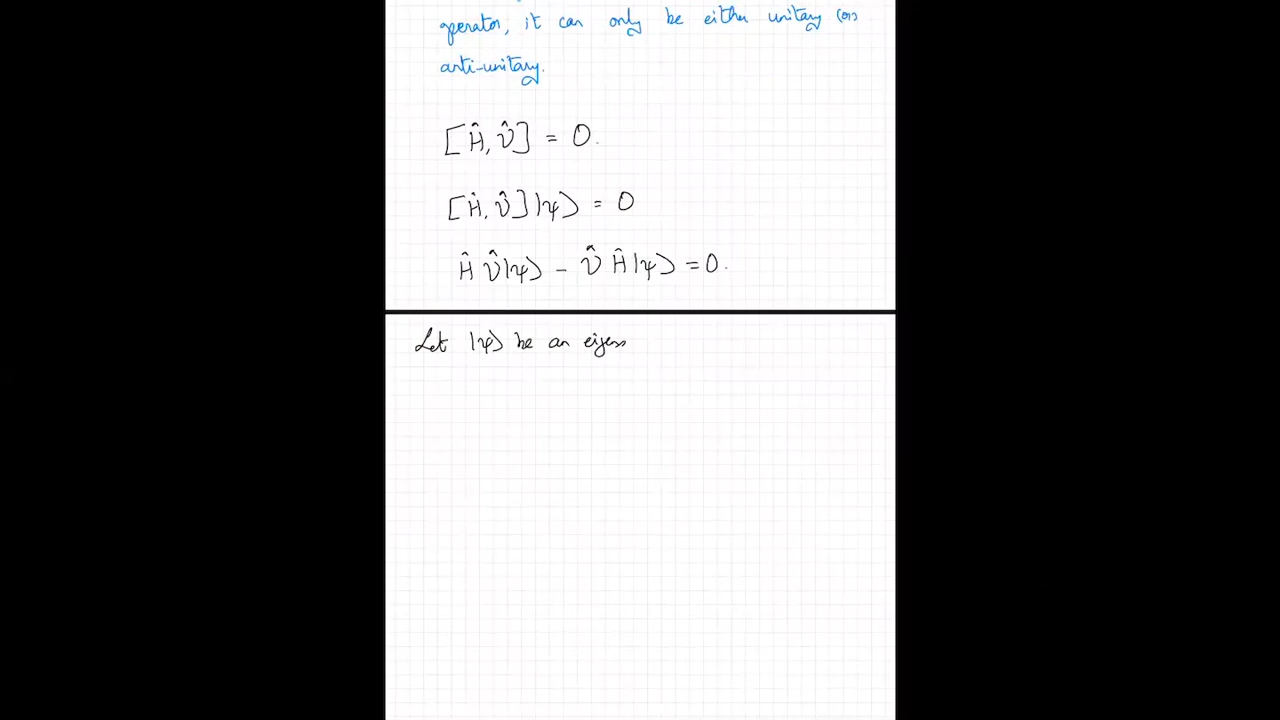 operator, it can only be either unitary (or)
anti-unitary.
[Ĥ, Û] = 0.
[Ĥ, Û]|ψ⟩ = 0
Ĥ Û|ψ⟩ − Û Ĥ|ψ⟩ = 0.
Let |ψ⟩ be an eigen